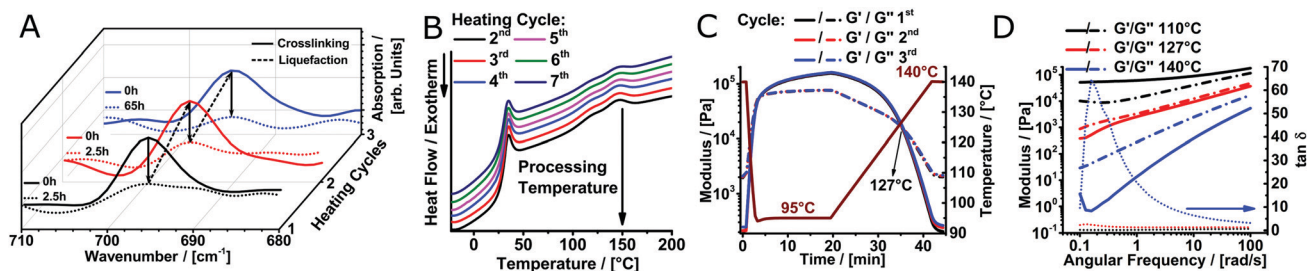 A
Crosslinking
Liquefaction
Absorption /
[arb. Units]
0h
65h
0h
2.5h
0h
2.5h
3
2
1
Heating Cycles
710 700 690 680
Wavenumber / [cm⁻¹]
B
Heating Cycle:
2nd 5th
3rd 6th
4th 7th
Heat Flow / Exotherm
Processing
Temperature
0 50 100 150 200
Temperature / [°C]
C
Cycle:
/ G' / G'' 1st
/ G' / G'' 2nd
/ G' / G'' 3rd
140°C
10⁵
10⁴
10³
Modulus / [Pa]
127°C
95°C
140
130
120
110
100
90
Temperature / [°C]
0 10 20 30 40
Time / [min]
D
/ G'/G'' 110°C
/ G'/G'' 127°C
/ G'/G'' 140°C
10⁵
10⁴
10³
10²
10¹
10⁰
10⁻¹
Modulus / [Pa]
70
60
50
40
30
20
10
0
tan δ
0.1 1 10 100
Angular Frequency / [rad/s]